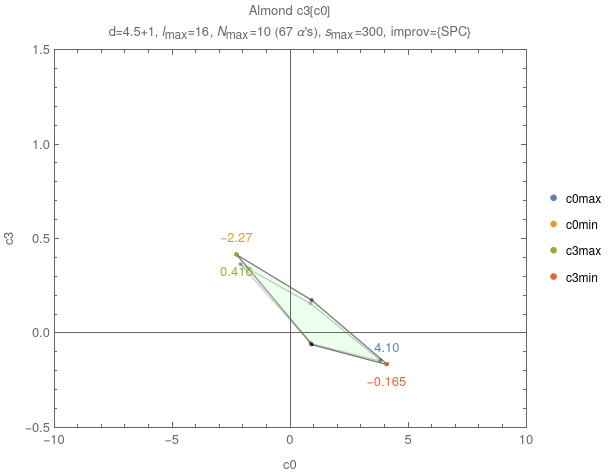 Almond c3[c0]
d=4.5+1, lmax=16, Nmax=10 (67 α's), smax=300, improv={SPC}
1.5
1.0
0.5
0.0
−0.5
c3
−10
−5
0
5
10
c0
−2.27
0.416
4.10
−0.165
c0max
c0min
c3max
c3min